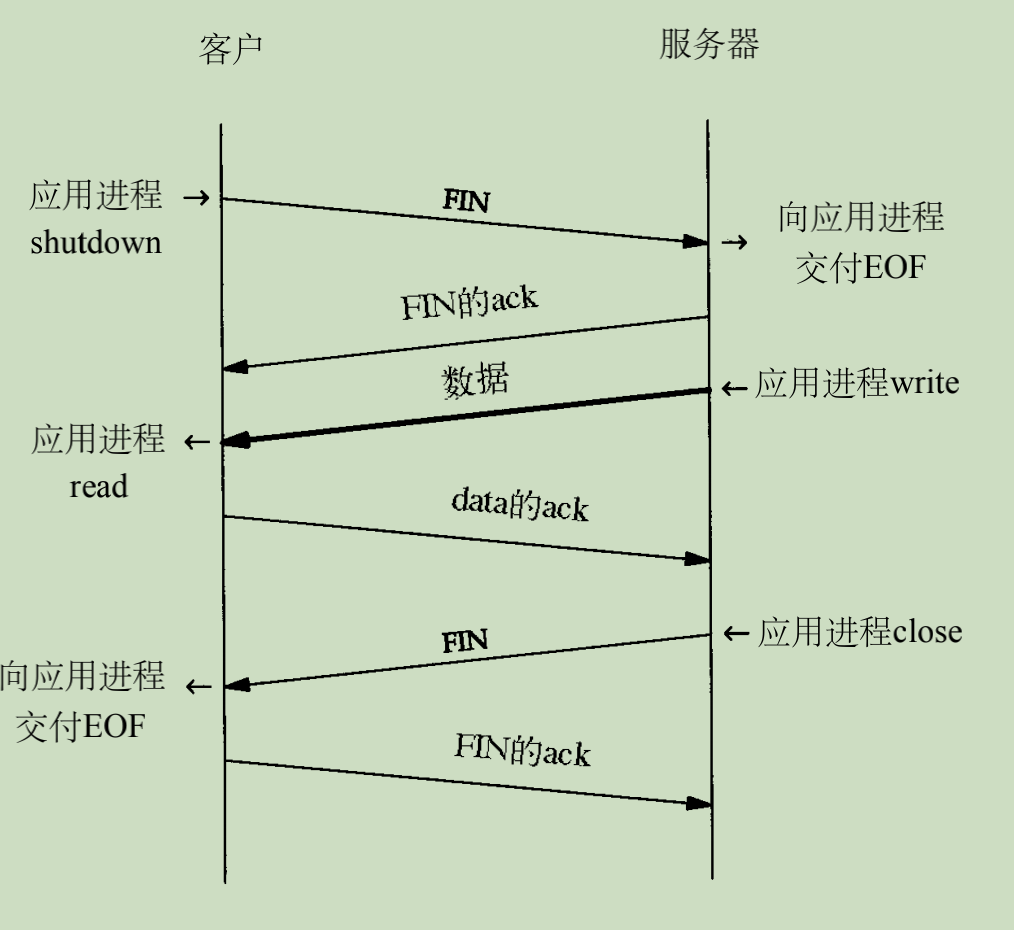 客户
服务器
应用进程 →
shutdown
FIN
→ 向应用进程
交付EOF
FIN的ack
数据
← 应用进程write
应用进程 ←
read
data的ack
FIN
← 应用进程close
向应用进程 ←
交付EOF
FIN的ack